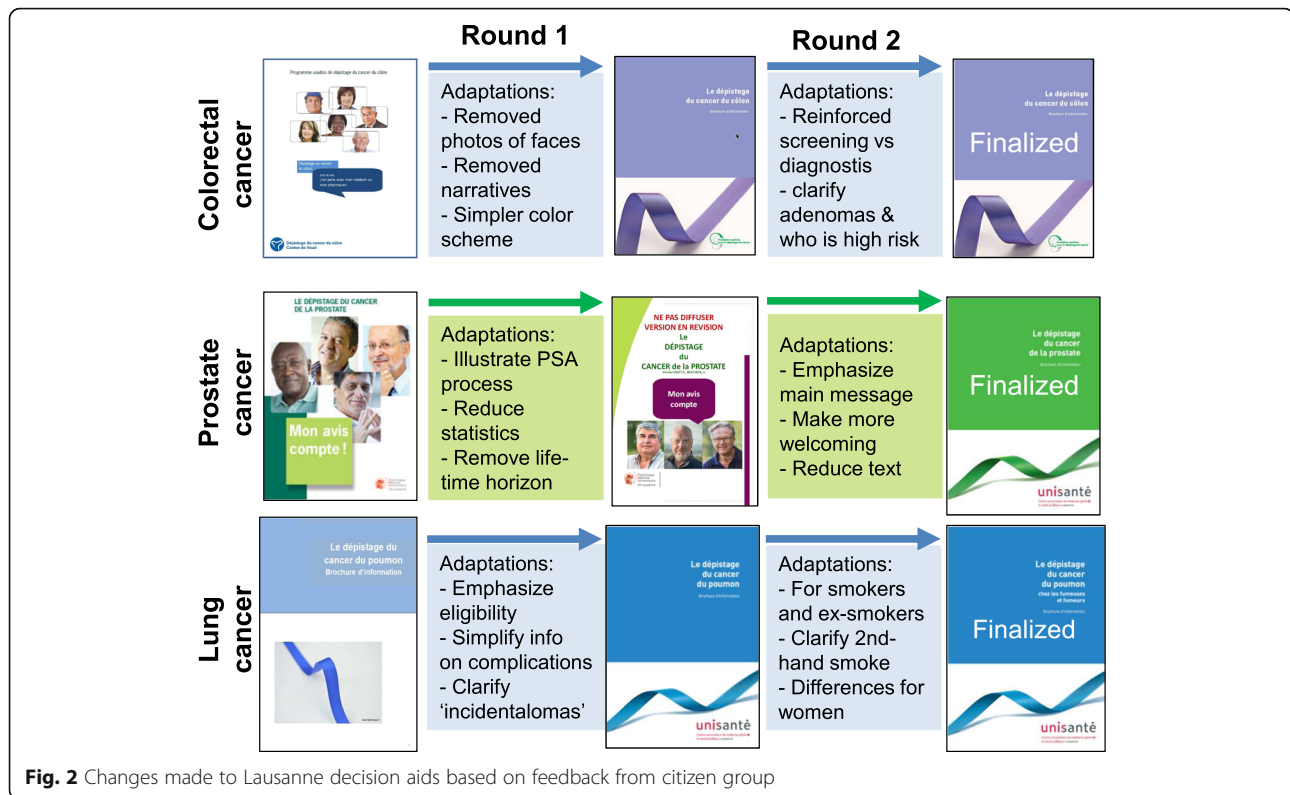 Round 1
Round 2
Colorectal
cancer
Programme vaudois de dépistage du cancer du côlon
Dépistage du cancer
du côlon
Dépistage du cancer du côlon
Canton de Vaud
Adaptations:
- Removed
photos of faces
- Removed
narratives
- Simpler color
scheme
Le dépistage
du cancer du côlon
Brochure d'information
Adaptations:
- Reinforced
screening vs
diagnostis
- clarify
adenomas &
who is high risk
Le dépistage
du cancer du côlon
Brochure d'information
Finalized
Prostate
cancer
LE DÉPISTAGE DU CANCER
DE LA PROSTATE
Mon avis
compte !
Adaptations:
- Illustrate PSA
process
- Reduce
statistics
- Remove life-
time horizon
NE PAS DIFFUSER
VERSION EN REVISION
Le
DÉPISTAGE
du
CANCER de la PROSTATE
Mon avis
compte
Adaptations:
- Emphasize
main message
- Make more
welcoming
- Reduce text
Le dépistage
du cancer
de la prostate
Brochure d'information
Finalized
unisanté
Lung
cancer
Le dépistage du
cancer du poumon
Brochure d'information
Adaptations:
- Emphasize
eligibility
- Simplify info
on complications
- Clarify
‘incidentalomas’
Le dépistage
du cancer
du poumon
Brochure d'information
unisanté
Adaptations:
- For smokers
and ex-smokers
- Clarify 2nd-
hand smoke
- Differences for
women
Le dépistage
du cancer
du poumon
chez les fumeuses
et fumeurs
Brochure d'information
Finalized
unisanté
Fig. 2 Changes made to Lausanne decision aids based on feedback from citizen group